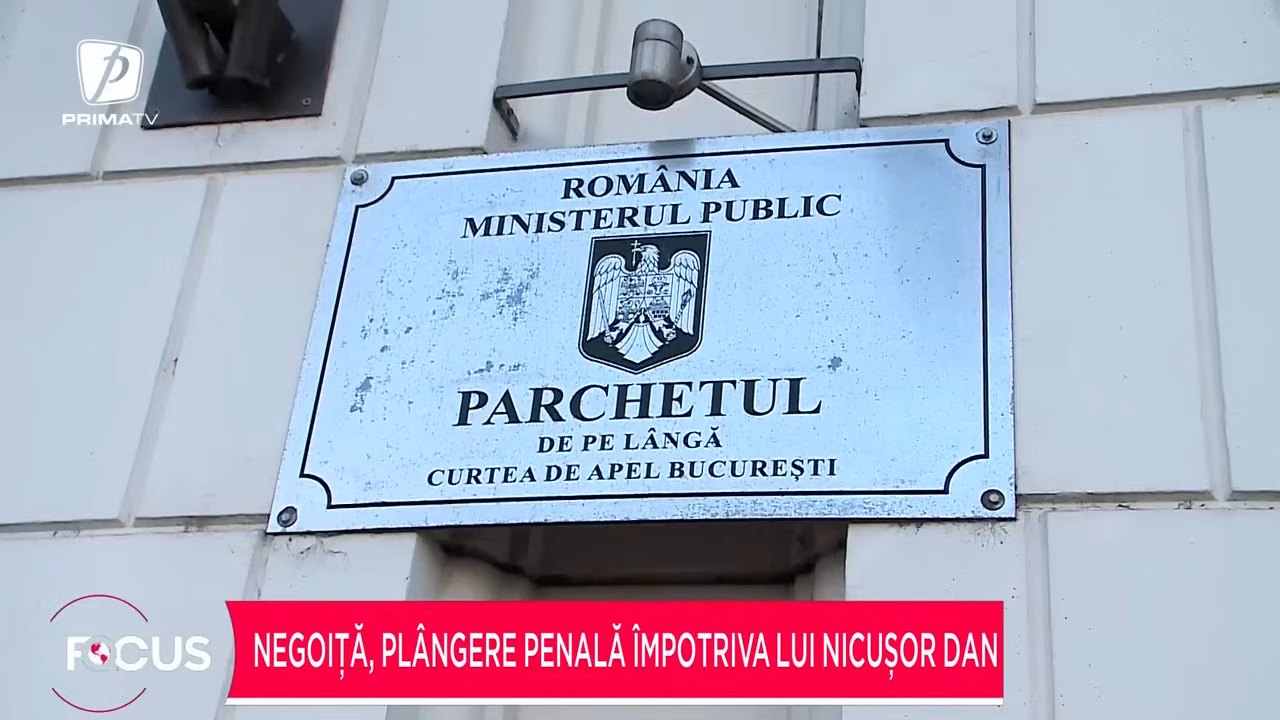 PRIMATV
ROMÂNIA
MINISTERUL PUBLIC
PARCHETUL
DE PE LÂNGĂ
CURTEA DE APEL BUCUREȘTI
FOCUS
NEGOIȚĂ, PLÂNGERE PENALĂ ÎMPOTRIVA LUI NICUȘOR DAN